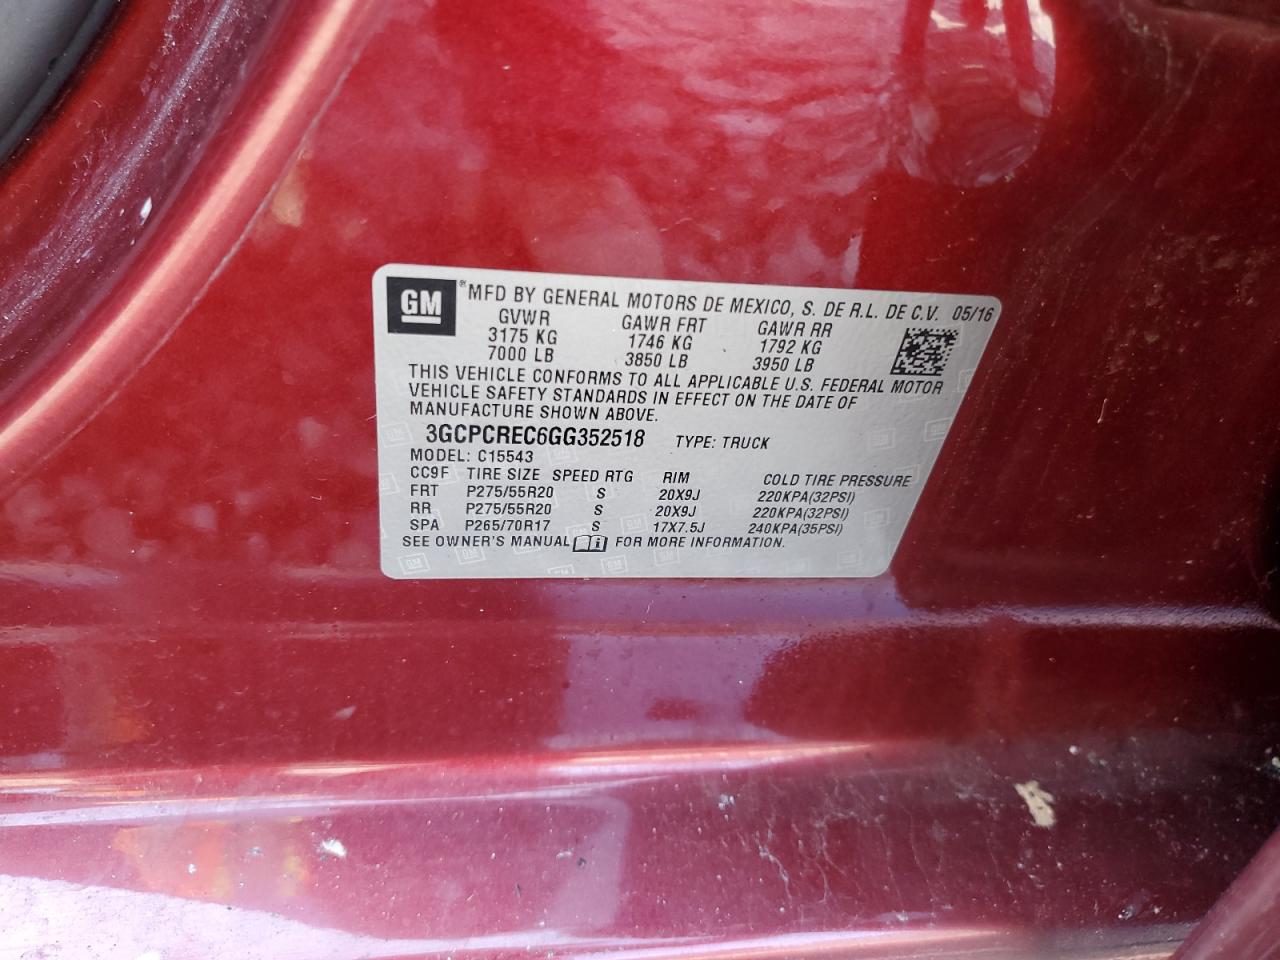 GM ® MFD BY GENERAL MOTORS DE MEXICO, S. DE R.L. DE C.V. 05/16
GVWR GAWR FRT GAWR RR
3175 KG 1746 KG 1792 KG
7000 LB 3850 LB 3950 LB
THIS VEHICLE CONFORMS TO ALL APPLICABLE U.S. FEDERAL MOTOR
VEHICLE SAFETY STANDARDS IN EFFECT ON THE DATE OF
MANUFACTURE SHOWN ABOVE.
3GCPCREC6GG352518 TYPE: TRUCK
MODEL: C15543
CC9F TIRE SIZE SPEED RTG RIM COLD TIRE PRESSURE
FRT P275/55R20 S 20X9J 220KPA(32PSI)
RR P275/55R20 S 20X9J 220KPA(32PSI)
SPA P265/70R17 S 17X7.5J 240KPA(35PSI)
SEE OWNER'S MANUAL i FOR MORE INFORMATION.